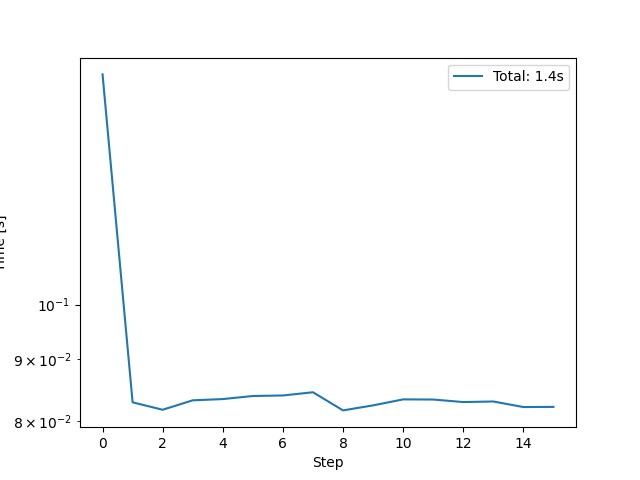 Total: 1.4s
Time [s]
10⁻¹
9 × 10⁻²
8 × 10⁻²
0 2 4 6 8 10 12 14
Step